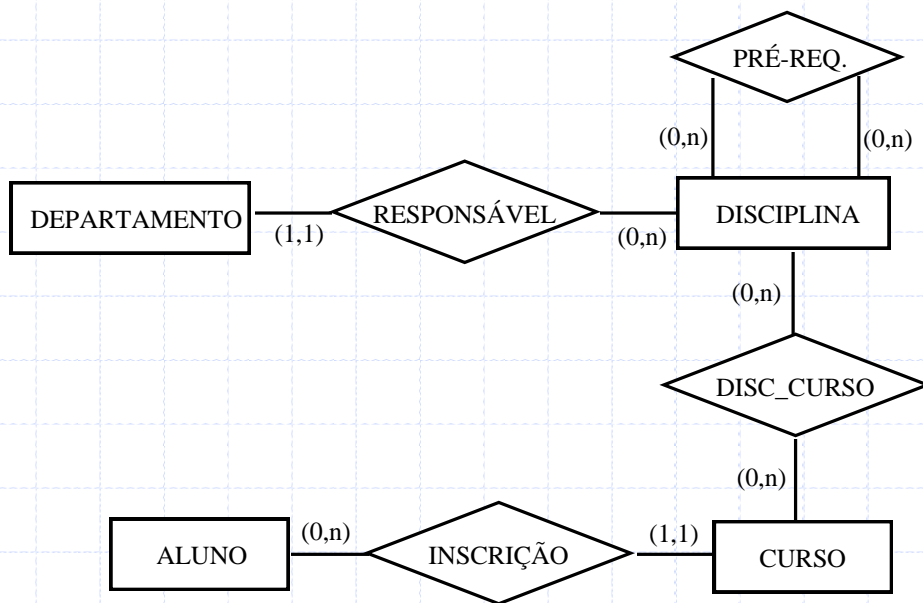 PRÉ-REQ.
(0,n)
(0,n)
DEPARTAMENTO
(1,1)
RESPONSÁVEL
(0,n)
DISCIPLINA
(0,n)
DISC_CURSO
(0,n)
ALUNO
(0,n)
INSCRIÇÃO
(1,1)
CURSO